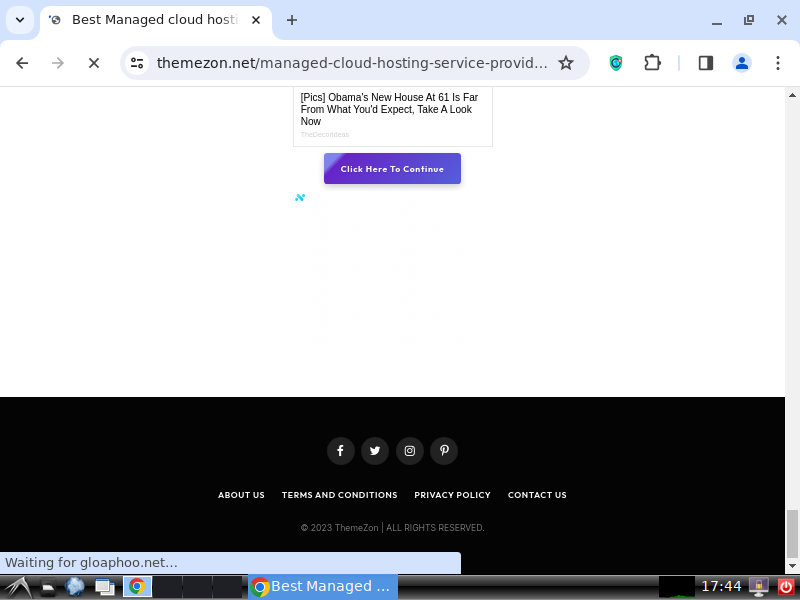 Best Managed cloud hosti
themezon.net/managed-cloud-hosting-service-provid...
[Pics] Obama's New House At 61 Is Far
From What You'd Expect, Take A Look
Now
TheDecorIdeas
Click Here To Continue
ABOUT US TERMS AND CONDITIONS PRIVACY POLICY CONTACT US
© 2023 ThemeZon | ALL RIGHTS RESERVED.
Waiting for gloaphoo.net...
Best Managed ...
17:44